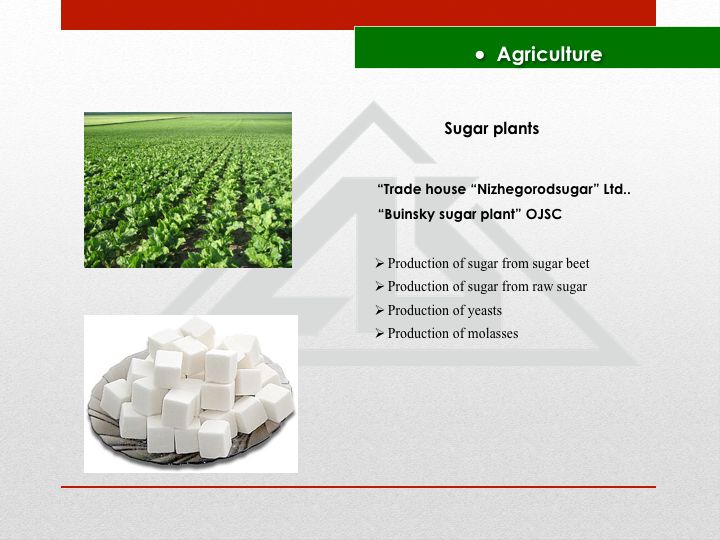 • Agriculture
Sugar plants
“Trade house “Nizhegorodsugar” Ltd..
“Buinsky sugar plant” OJSC
➢ Production of sugar from sugar beet
➢ Production of sugar from raw sugar
➢ Production of yeasts
➢ Production of molasses